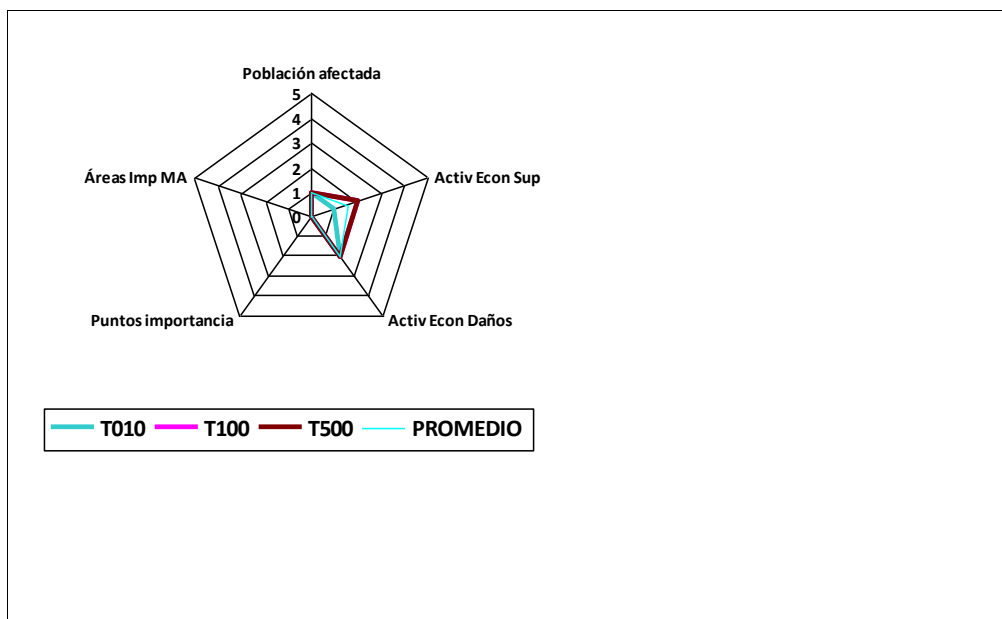 Población afectada
5
4
3
2
1
0
Áreas Imp MA
Activ Econ Sup
Puntos importancia
Activ Econ Daños
T010 T100 T500 PROMEDIO